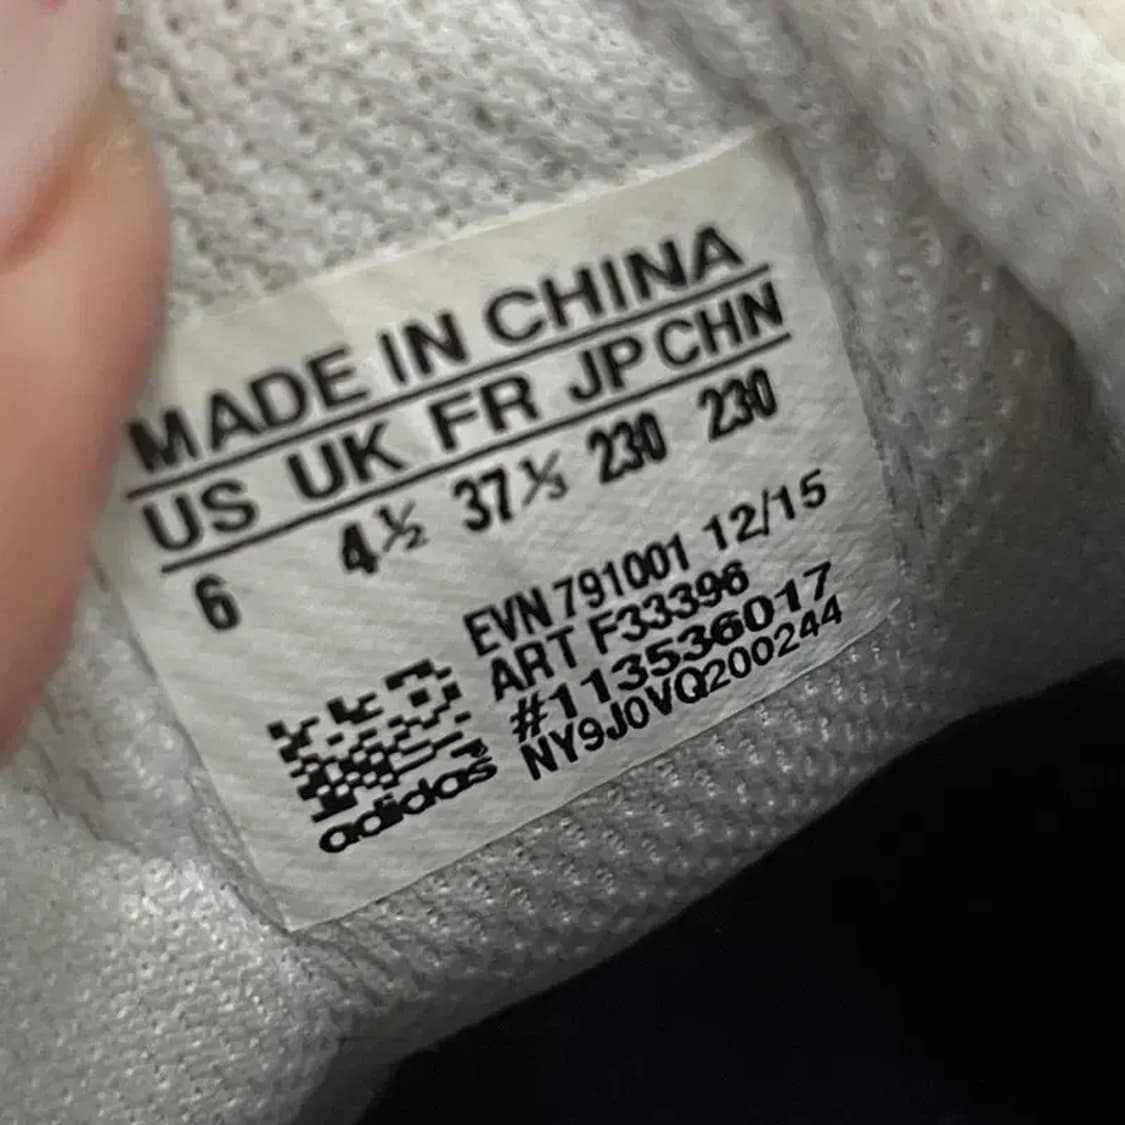 MADE IN CHINA
US UK FR JP CHN
6 4½ 37⅓ 230 230
EVN 791001 12/15
ART F33396
#113536017
NY9J0VQ200244
adidas